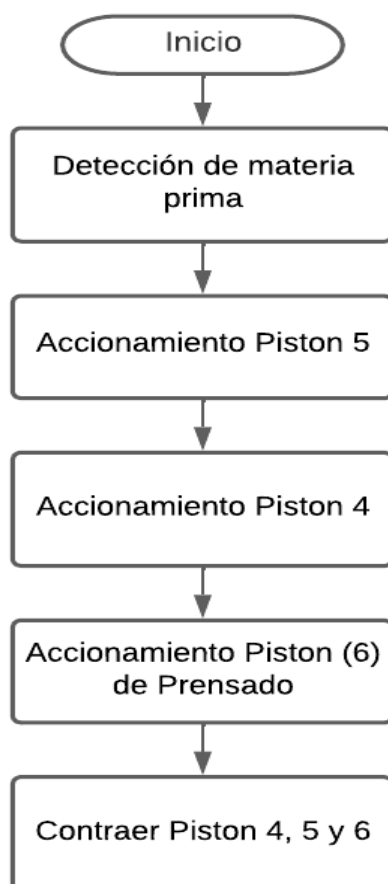 Inicio
Detección de materia
prima
Accionamiento Piston 5
Accionamiento Piston 4
Accionamiento Piston (6)
de Prensado
Contraer Piston 4, 5 y 6